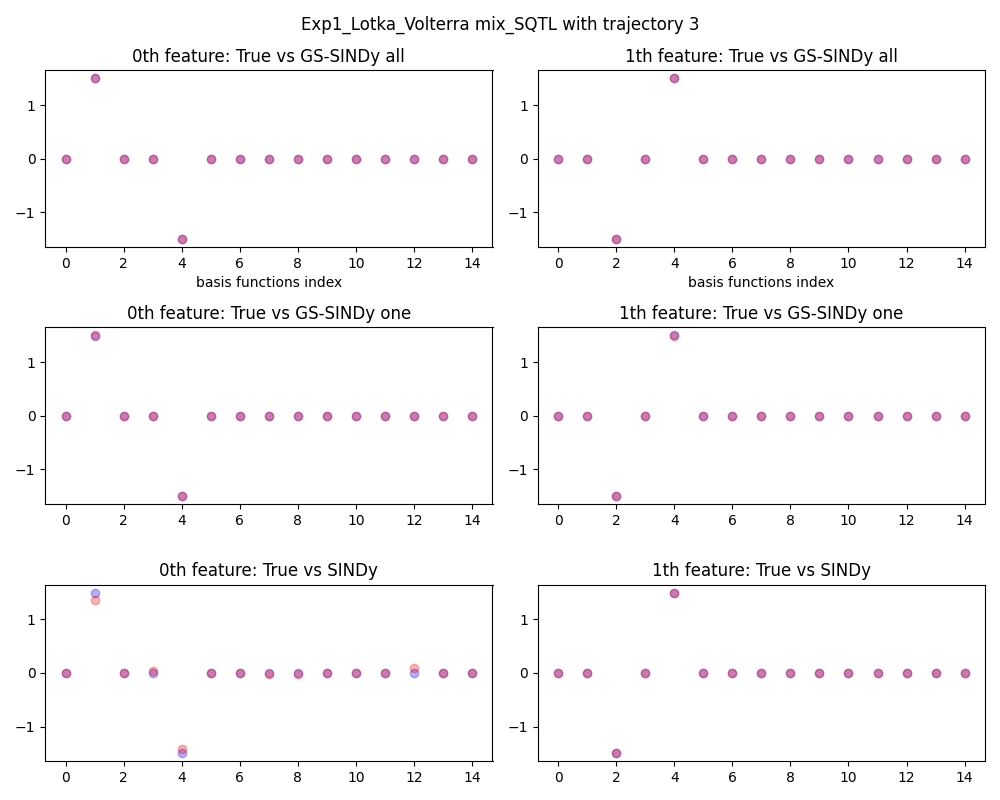 Exp1_Lotka_Volterra mix_SQTL with trajectory 3
0th feature: True vs GS-SINDy all
1
0
−1
0 2 4 6 8 10 12 14
basis functions index
1th feature: True vs GS-SINDy all
1
0
−1
0 2 4 6 8 10 12 14
basis functions index
0th feature: True vs GS-SINDy one
1
0
−1
0 2 4 6 8 10 12 14
1th feature: True vs GS-SINDy one
1
0
−1
0 2 4 6 8 10 12 14
0th feature: True vs SINDy
1
0
−1
0 2 4 6 8 10 12 14
1th feature: True vs SINDy
1
0
−1
0 2 4 6 8 10 12 14